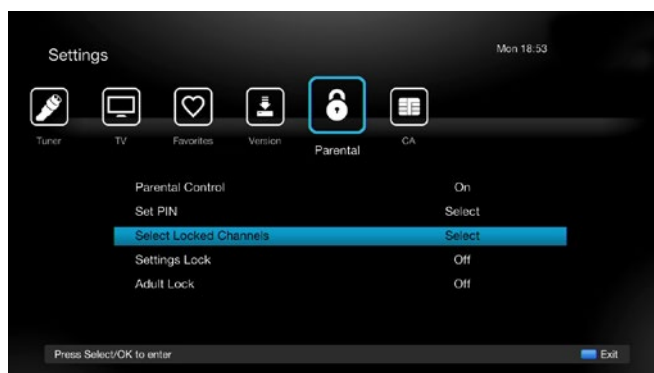 Settings
Mon 18:53
Tuner TV Favorites Version Parental CA
Parental Control On
Set PIN Select
Select Locked Channels Select
Settings Lock Off
Adult Lock Off
Press Select/OK to enter Exit